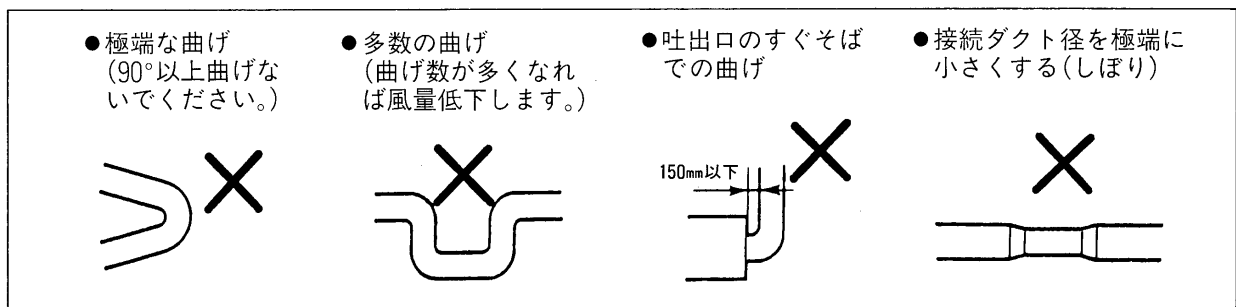 ●極端な曲げ
(90°以上曲げな
いでください。)
●多数の曲げ
(曲げ数が多くなれ
ば風量低下します。)
●吐出口のすぐそば
での曲げ
150mm以下
●接続ダクト径を極端に
小さくする(しぼり)